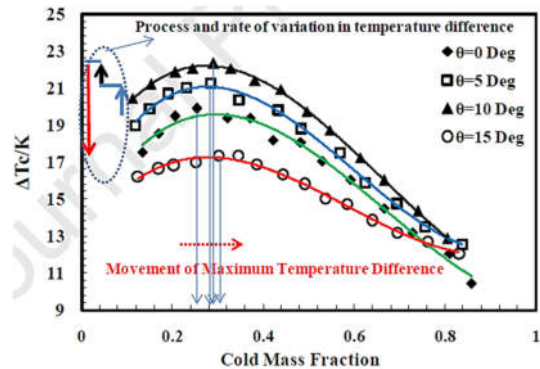 Process and rate of variation in temperature difference
25
23
21
19
17
15
13
11
9
ΔTc/K
θ=0 Deg
θ=5 Deg
θ=10 Deg
θ=15 Deg
Movement of Maximum Temperature Difference
0
0.2
0.4
0.6
0.8
1
Cold Mass Fraction